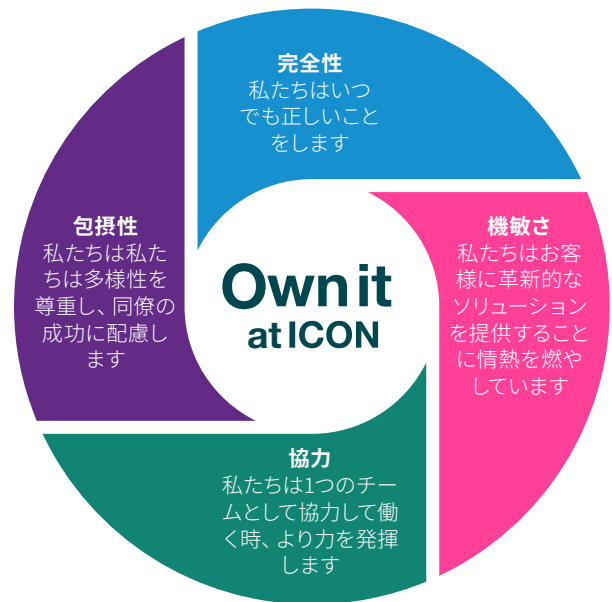 完全性
私たちはいつ
でも正しいこと
をします
機敏さ
私たちはお客
様に革新的な
ソリューション
を提供すること
に情熱を燃や
しています
包摂性
私たちは私た
ちは多様性を
尊重し、同僚の
成功に配慮し
ます
Own it
at ICON
協力
私たちは1つのチー
ムとして協力して働
く時、より力を発揮
します